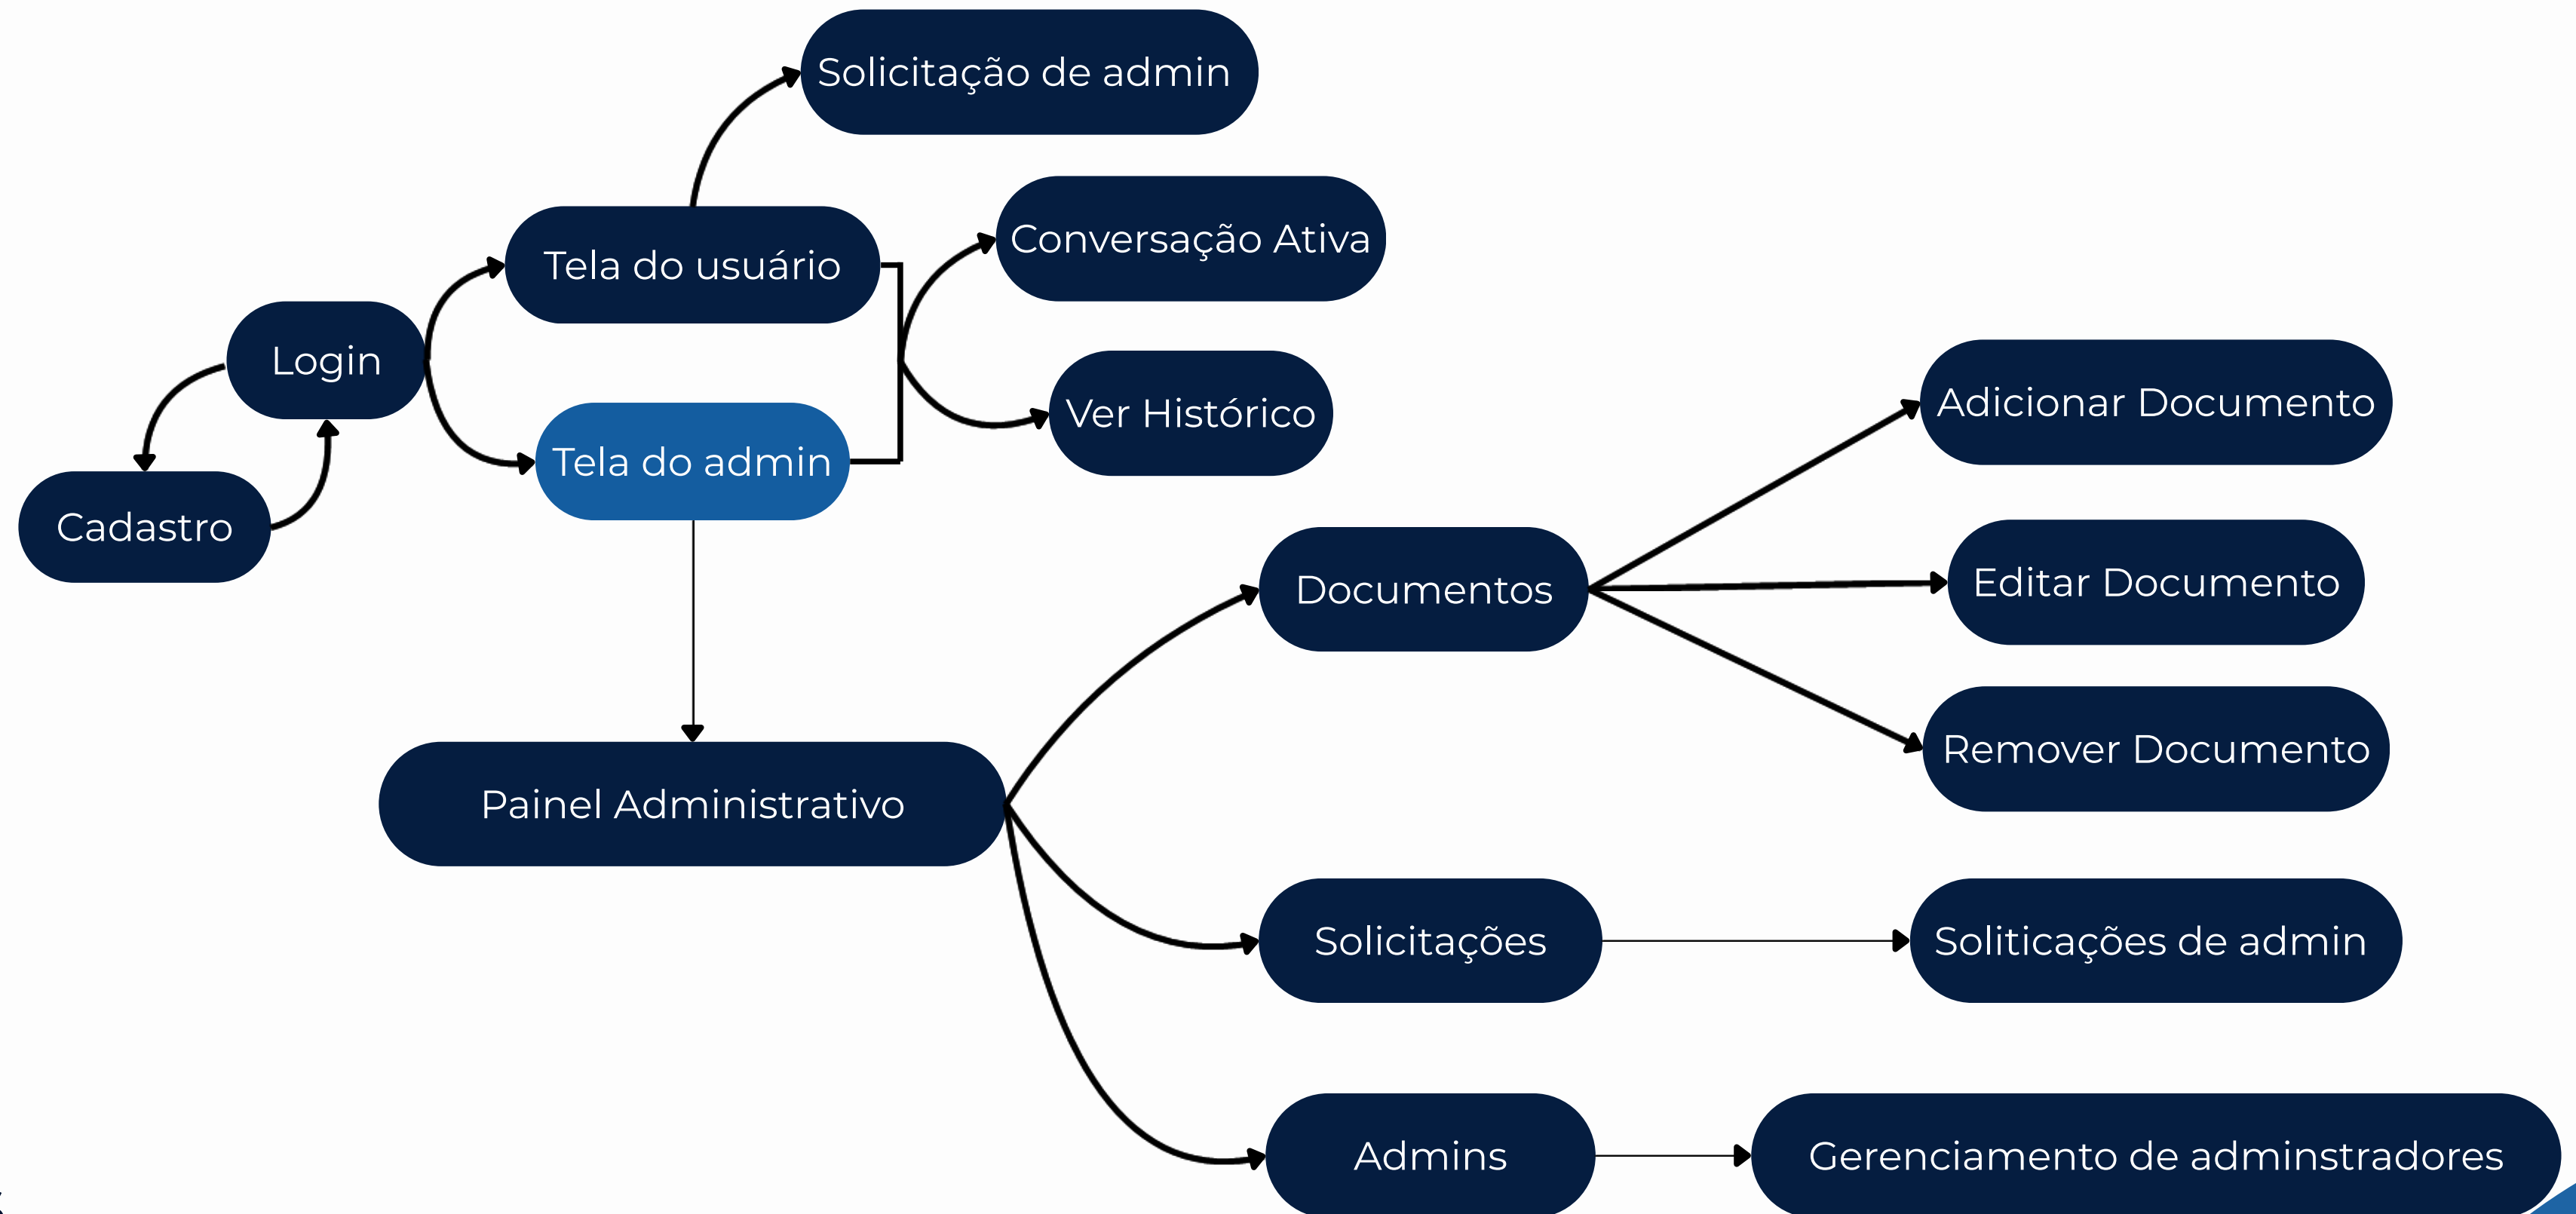 Solicitação de admin
Conversação Ativa
Tela do usuário
Login
Ver Histórico
Adicionar Documento
Tela do admin
Cadastro
Documentos
Editar Documento
Remover Documento
Painel Administrativo
Solicitações
Soliticações de admin
Admins
Gerenciamento de adminstradores